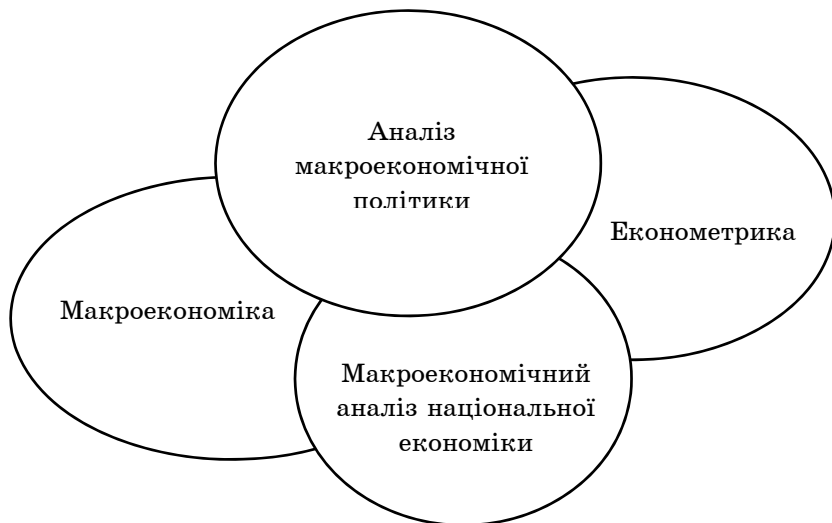 Аналіз
макроекономічної
політики
Економетрика
Макроекономіка
Макроекономічний
аналіз національної
економіки